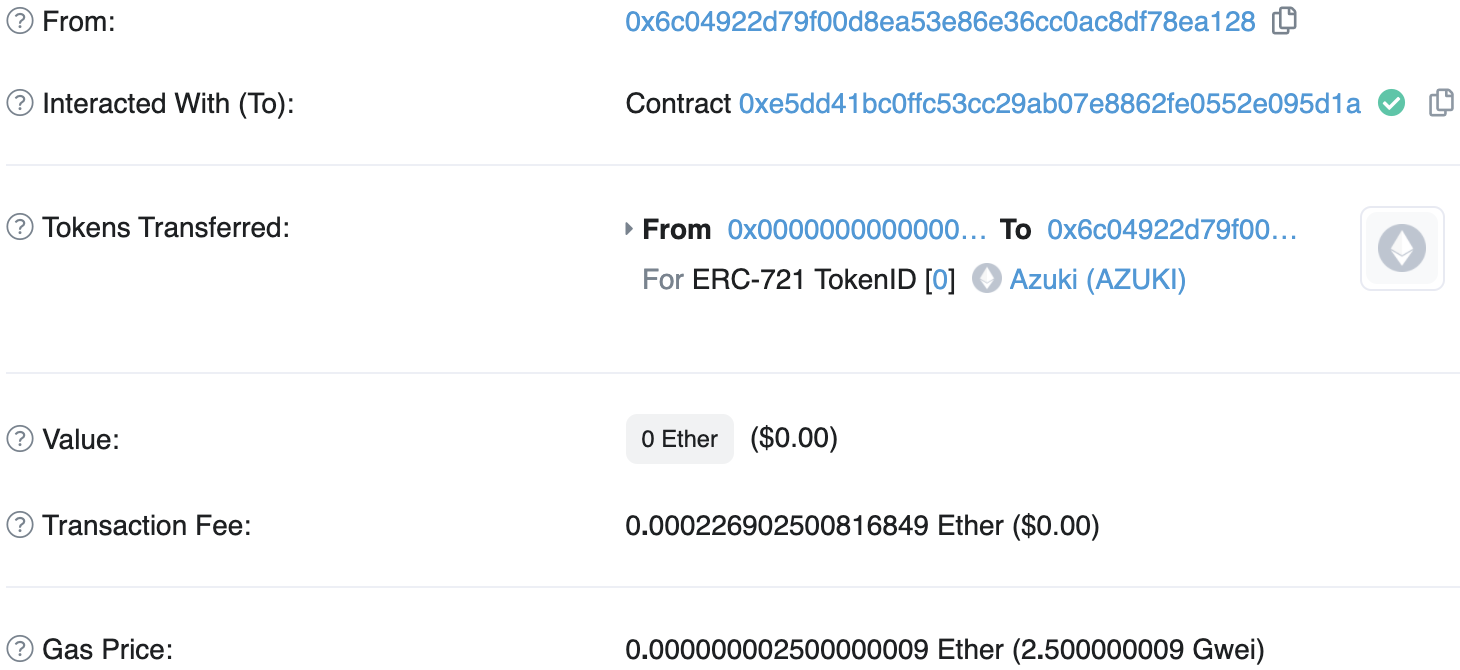 From: 0x6c04922d79f00d8ea53e86e36cc0ac8df78ea128
Interacted With (To): Contract 0xe5dd41bc0ffc53cc29ab07e8862fe0552e095d1a
Tokens Transferred: From 0x0000000000000... To 0x6c04922d79f00...
For ERC-721 TokenID [0] Azuki (AZUKI)
Value: 0 Ether ($0.00)
Transaction Fee: 0.000226902500816849 Ether ($0.00)
Gas Price: 0.000000002500000009 Ether (2.500000009 Gwei)